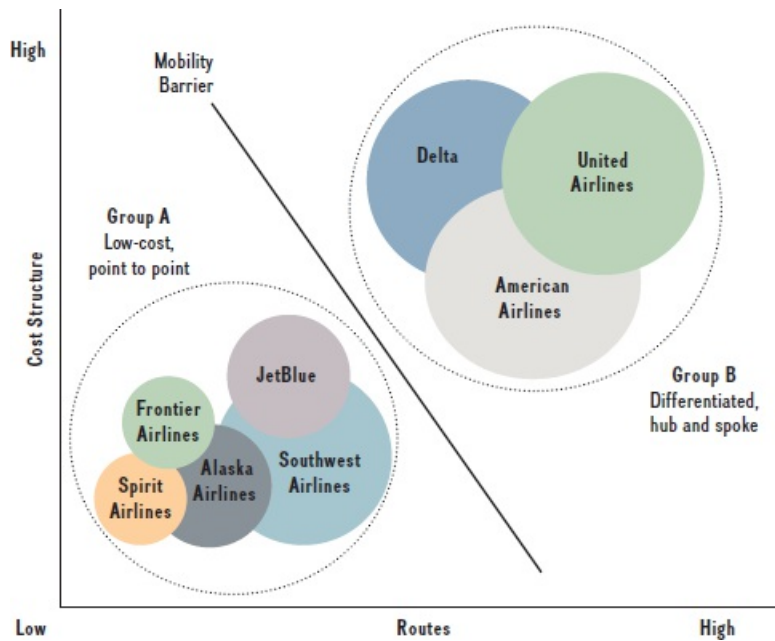 High
Mobility
Barrier
Delta
United
Airlines
American
Airlines
Group A
Low-cost,
point to point
Cost Structure
JetBlue
Group B
Differentiated,
hub and spoke
Frontier
Airlines
Alaska
Airlines
Southwest
Airlines
Spirit
Airlines
Low
Routes
High